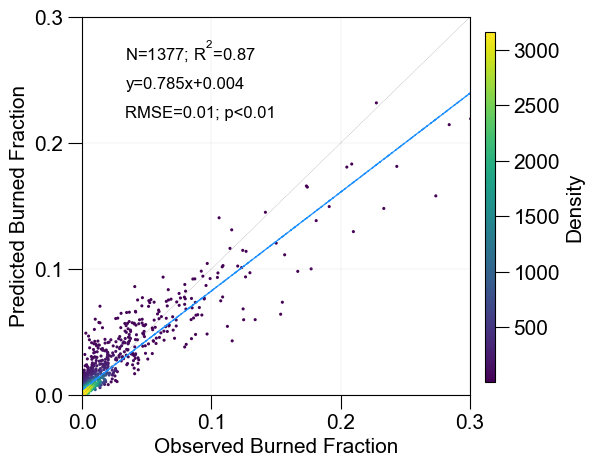 0.3
0.2
0.1
0.0
Predicted Burned Fraction
N=1377; R²=0.87
y=0.785x+0.004
RMSE=0.01; p<0.01
0.0 0.1 0.2 0.3
Observed Burned Fraction
3000
2500
2000
1500
1000
500
Density